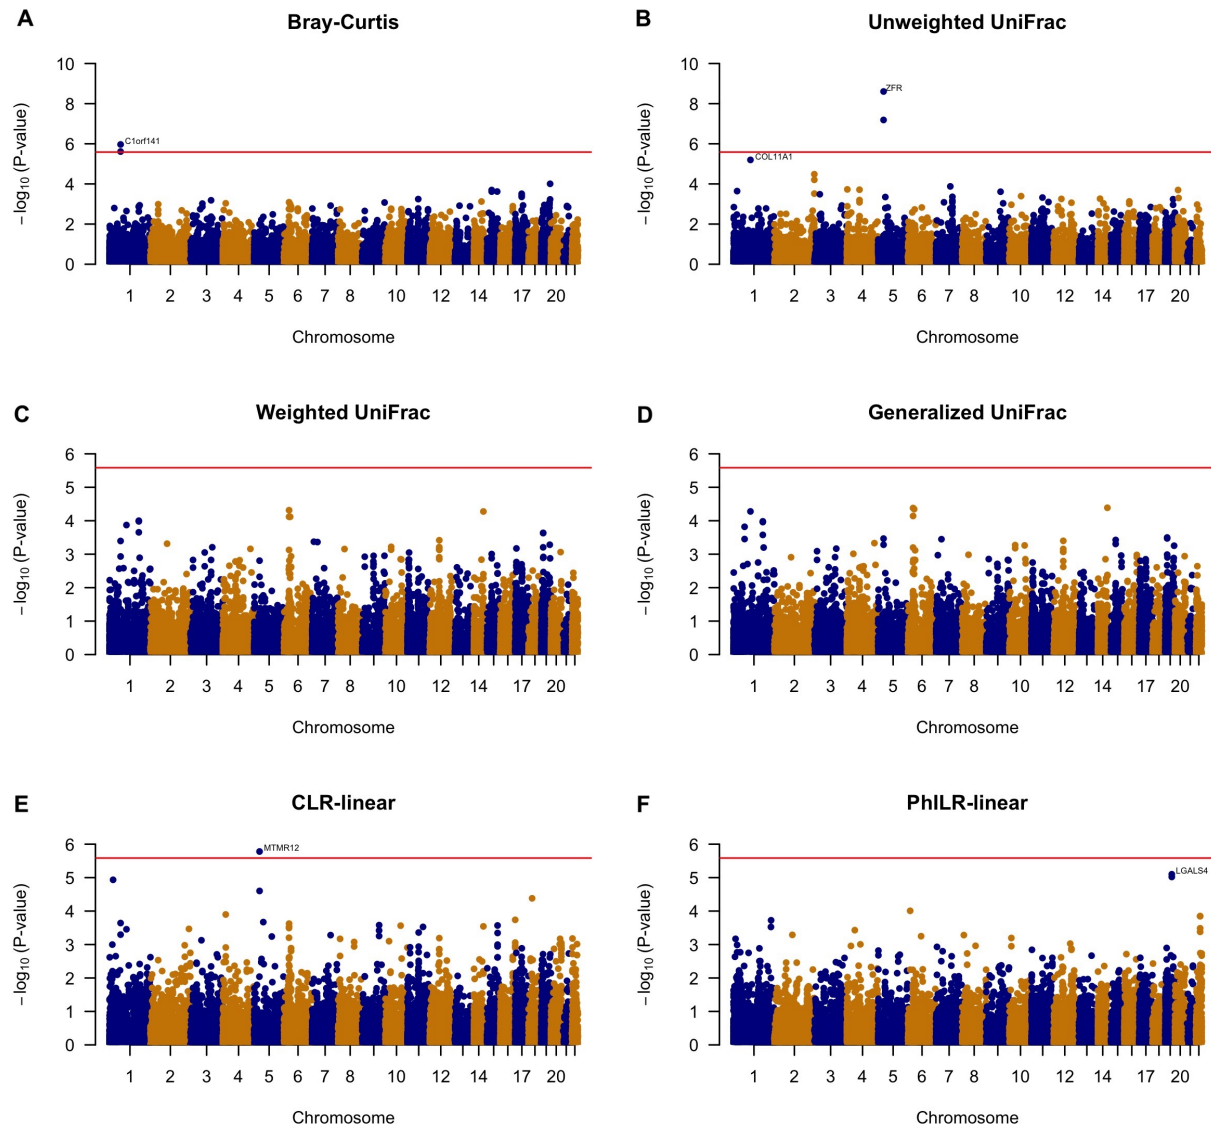 A
Bray-Curtis
10
8
6
4
2
0
−log10 (P-value)
C1orf141
1 2 3 4 5 6 7 8 10 12 14 17 20
Chromosome
B
Unweighted UniFrac
10
8
6
4
2
0
−log10 (P-value)
ZFR
COL11A1
1 2 3 4 5 6 7 8 10 12 14 17 20
Chromosome
C
Weighted UniFrac
6
5
4
3
2
1
0
−log10 (P-value)
1 2 3 4 5 6 7 8 10 12 14 17 20
Chromosome
D
Generalized UniFrac
6
5
4
3
2
1
0
−log10 (P-value)
1 2 3 4 5 6 7 8 10 12 14 17 20
Chromosome
E
CLR-linear
6
5
4
3
2
1
0
−log10 (P-value)
MTMR12
1 2 3 4 5 6 7 8 10 12 14 17 20
Chromosome
F
PhILR-linear
6
5
4
3
2
1
0
−log10 (P-value)
LGALS4
1 2 3 4 5 6 7 8 10 12 14 17 20
Chromosome